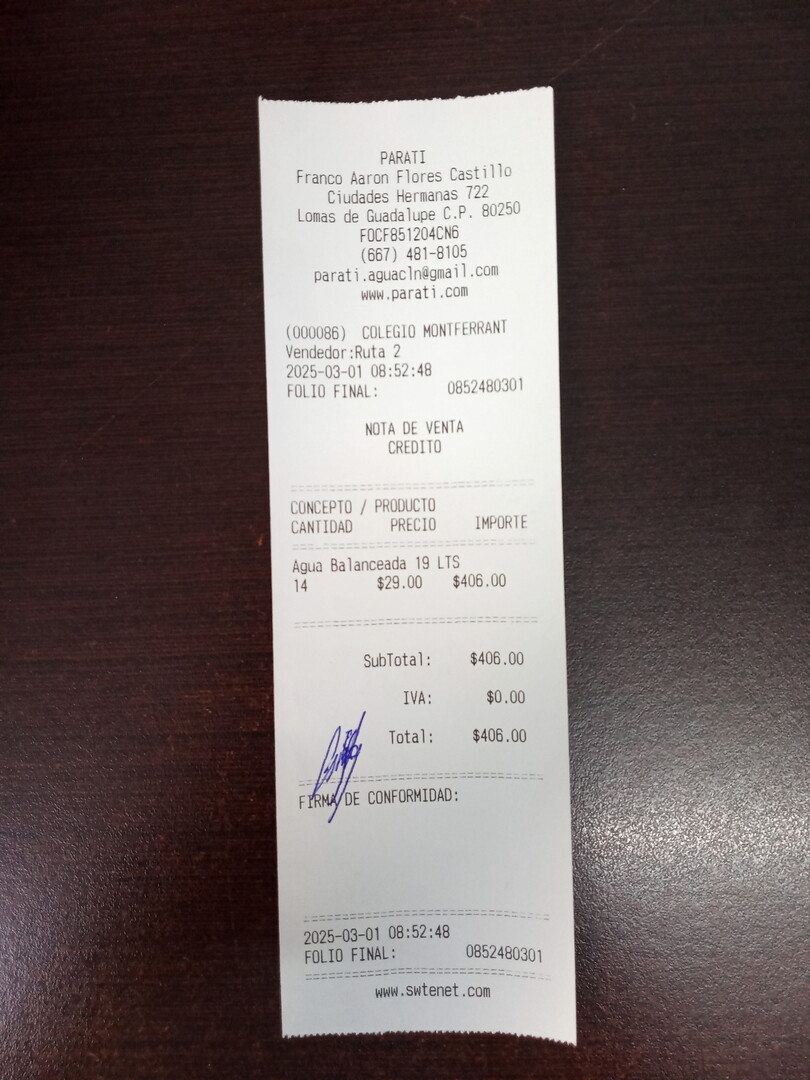 PARATI
Franco Aaron Flores Castillo
Ciudades Hermanas 722
Lomas de Guadalupe C.P. 80250
FOCF851204CN6
(667) 481-8105
parati.aguacln@gmail.com
www.parati.com
(000086) COLEGIO MONTFERRANT
Vendedor:Ruta 2
2025-03-01 08:52:48
FOLIO FINAL: 0852480301
NOTA DE VENTA
CREDITO
CONCEPTO / PRODUCTO
CANTIDAD PRECIO IMPORTE
Agua Balanceada 19 LTS
14 $29.00 $406.00
SubTotal: $406.00
IVA: $0.00
Total: $406.00
FIRMA DE CONFORMIDAD:
2025-03-01 08:52:48
FOLIO FINAL: 0852480301
www.swtenet.com